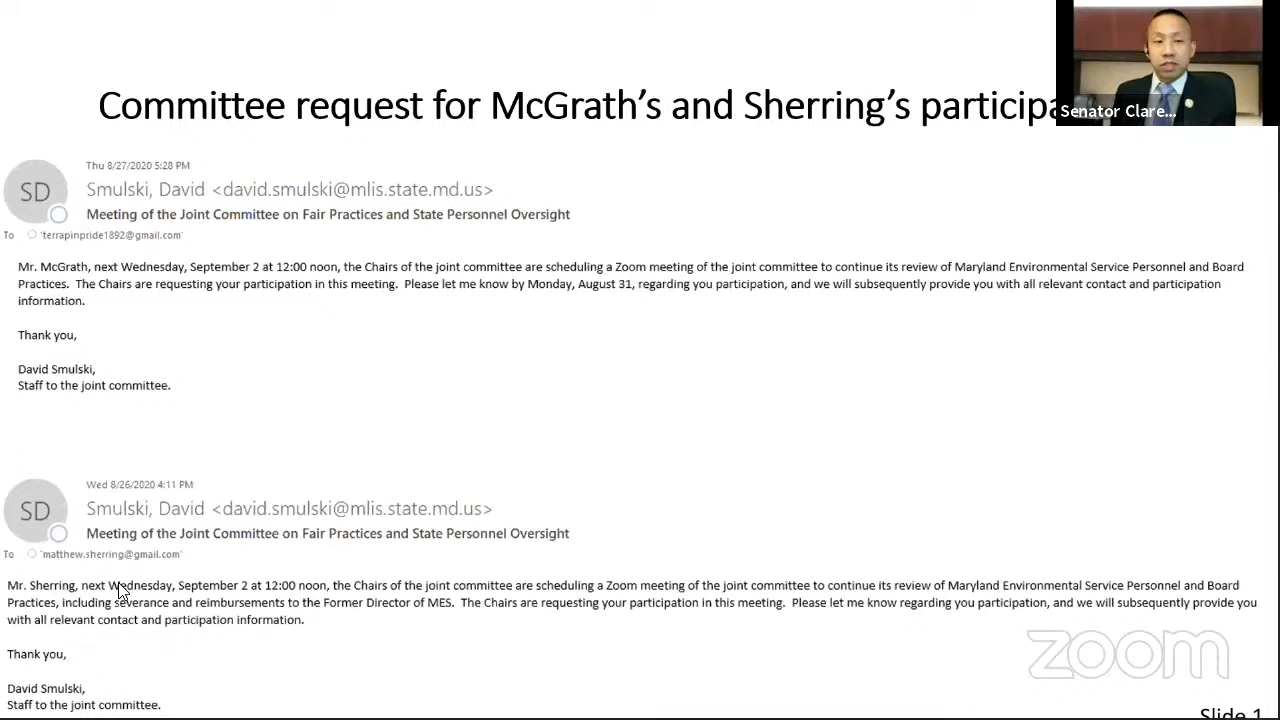 Committee request for McGrath's and Sherring's participa
Senator Clare...
SD
Thu 8/27/2020 5:28 PM
Smulski, David <david.smulski@mlis.state.md.us>
Meeting of the Joint Committee on Fair Practices and State Personnel Oversight
To 'terrapinpride1892@gmail.com'
Mr. McGrath, next Wednesday, September 2 at 12:00 noon, the Chairs of the joint committee are scheduling a Zoom meeting of the joint committee to continue its review of Maryland Environmental Service Personnel and Board
Practices. The Chairs are requesting your participation in this meeting. Please let me know by Monday, August 31, regarding you participation, and we will subsequently provide you with all relevant contact and participation
information.
Thank you,
David Smulski,
Staff to the joint committee.
SD
Wed 8/26/2020 4:11 PM
Smulski, David <david.smulski@mlis.state.md.us>
Meeting of the Joint Committee on Fair Practices and State Personnel Oversight
To 'matthew.sherring@gmail.com'
Mr. Sherring, next Wednesday, September 2 at 12:00 noon, the Chairs of the joint committee are scheduling a Zoom meeting of the joint committee to continue its review of Maryland Environmental Service Personnel and Board
Practices, including severance and reimbursements to the Former Director of MES. The Chairs are requesting your participation in this meeting. Please let me know regarding you participation, and we will subsequently provide you
with all relevant contact and participation information.
Thank you,
David Smulski,
Staff to the joint committee.
zoom
Slide 1